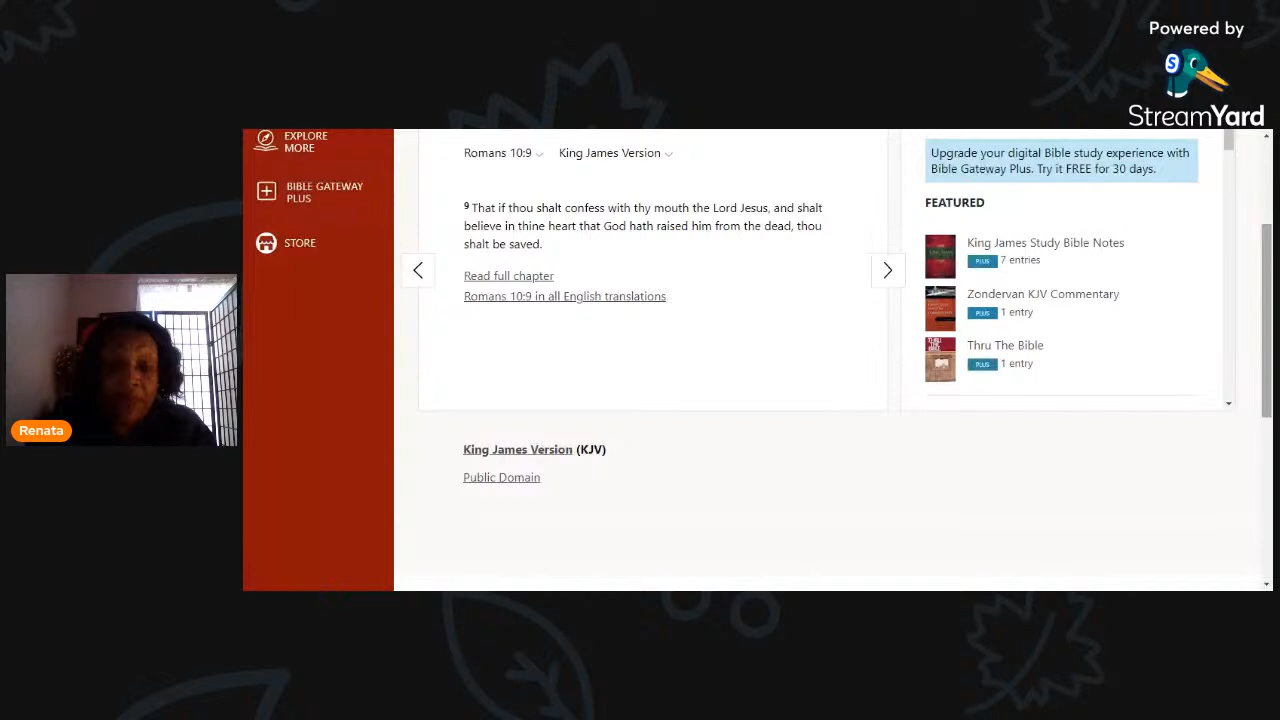 Powered by
StreamYard
EXPLORE
MORE
BIBLE GATEWAY
PLUS
STORE
Romans 10:9
King James Version
9 That if thou shalt confess with thy mouth the Lord Jesus, and shalt
believe in thine heart that God hath raised him from the dead, thou
shalt be saved.
Read full chapter
Romans 10:9 in all English translations
King James Version (KJV)
Public Domain
Upgrade your digital Bible study experience with
Bible Gateway Plus. Try it FREE for 30 days.
FEATURED
King James Study Bible Notes
PLUS 7 entries
Zondervan KJV Commentary
PLUS 1 entry
Thru The Bible
PLUS 1 entry
Renata